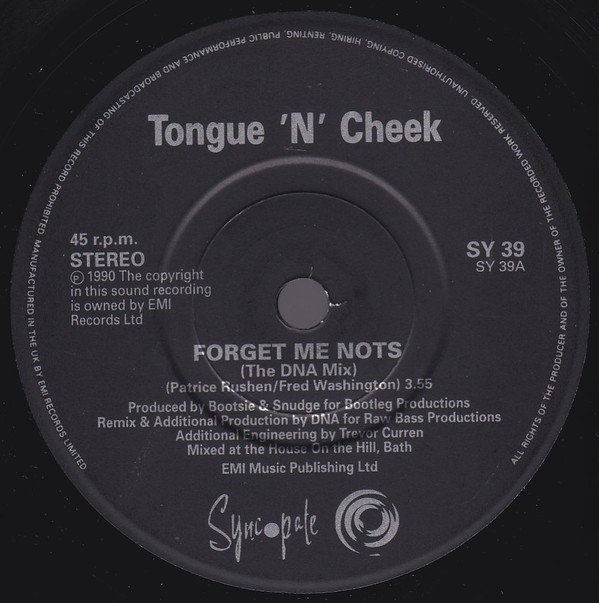 MANUFACTURED IN THE UK BY EMI RECORDS LIMITED
ALL RIGHTS OF THE PRODUCER AND OF THE OWNER OF THE RECORDED WORK RESERVED. UNAUTHORISED COPYING, HIRING, RENTING, PUBLIC PERFORMANCE AND BROADCASTING OF THIS RECORD PROHIBITED.
Tongue 'N' Cheek
45 r.p.m.
STEREO
℗ 1990 The copyright
in this sound recording
is owned by EMI
Records Ltd
SY 39
SY 39A
FORGET ME NOTS
(The DNA Mix)
(Patrice Rushen/Fred Washington) 3.55
Produced by Bootsie & Snudge for Bootleg Productions
Remix & Additional Production by DNA for Raw Bass Productions
Additional Engineering by Trevor Curren
Mixed at the House On the Hill, Bath
EMI Music Publishing Ltd
Syncopate